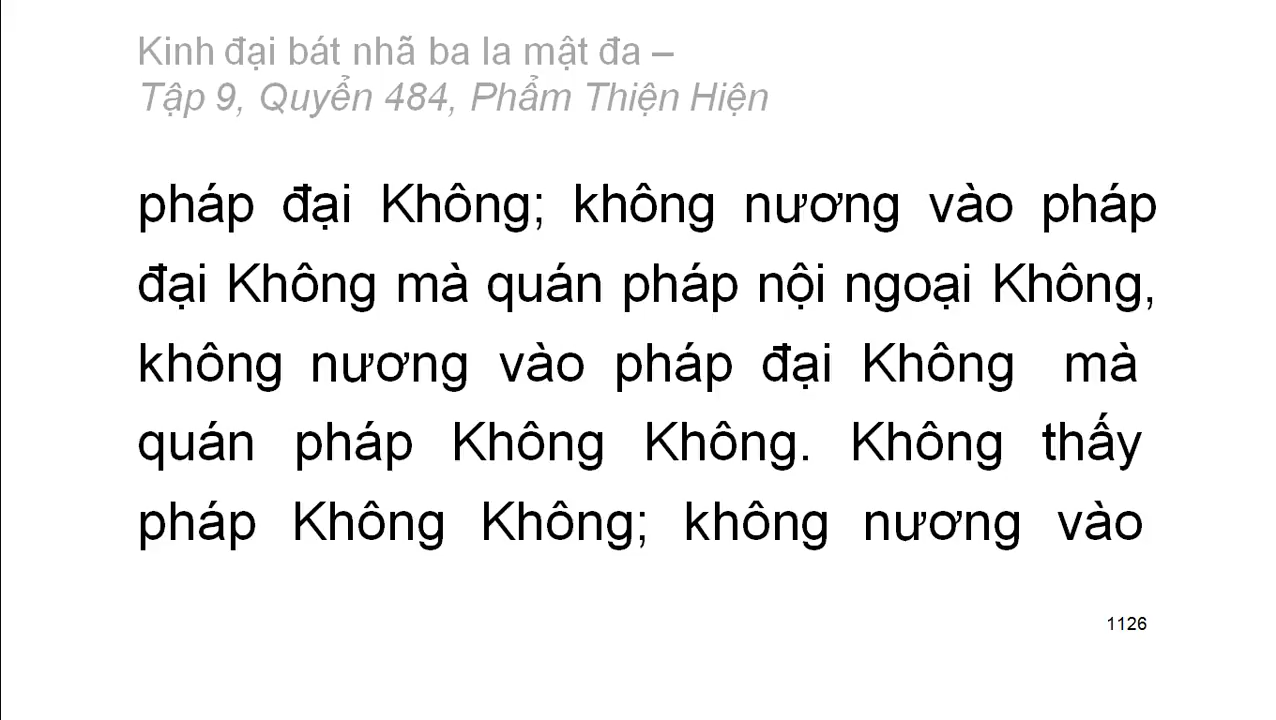 Kinh đại bát nhã ba la mật đa –
Tập 9, Quyển 484, Phẩm Thiện Hiện
pháp đại Không; không nương vào pháp
đại Không mà quán pháp nội ngoại Không,
không nương vào pháp đại Không mà
quán pháp Không Không. Không thấy
pháp Không Không; không nương vào
1126